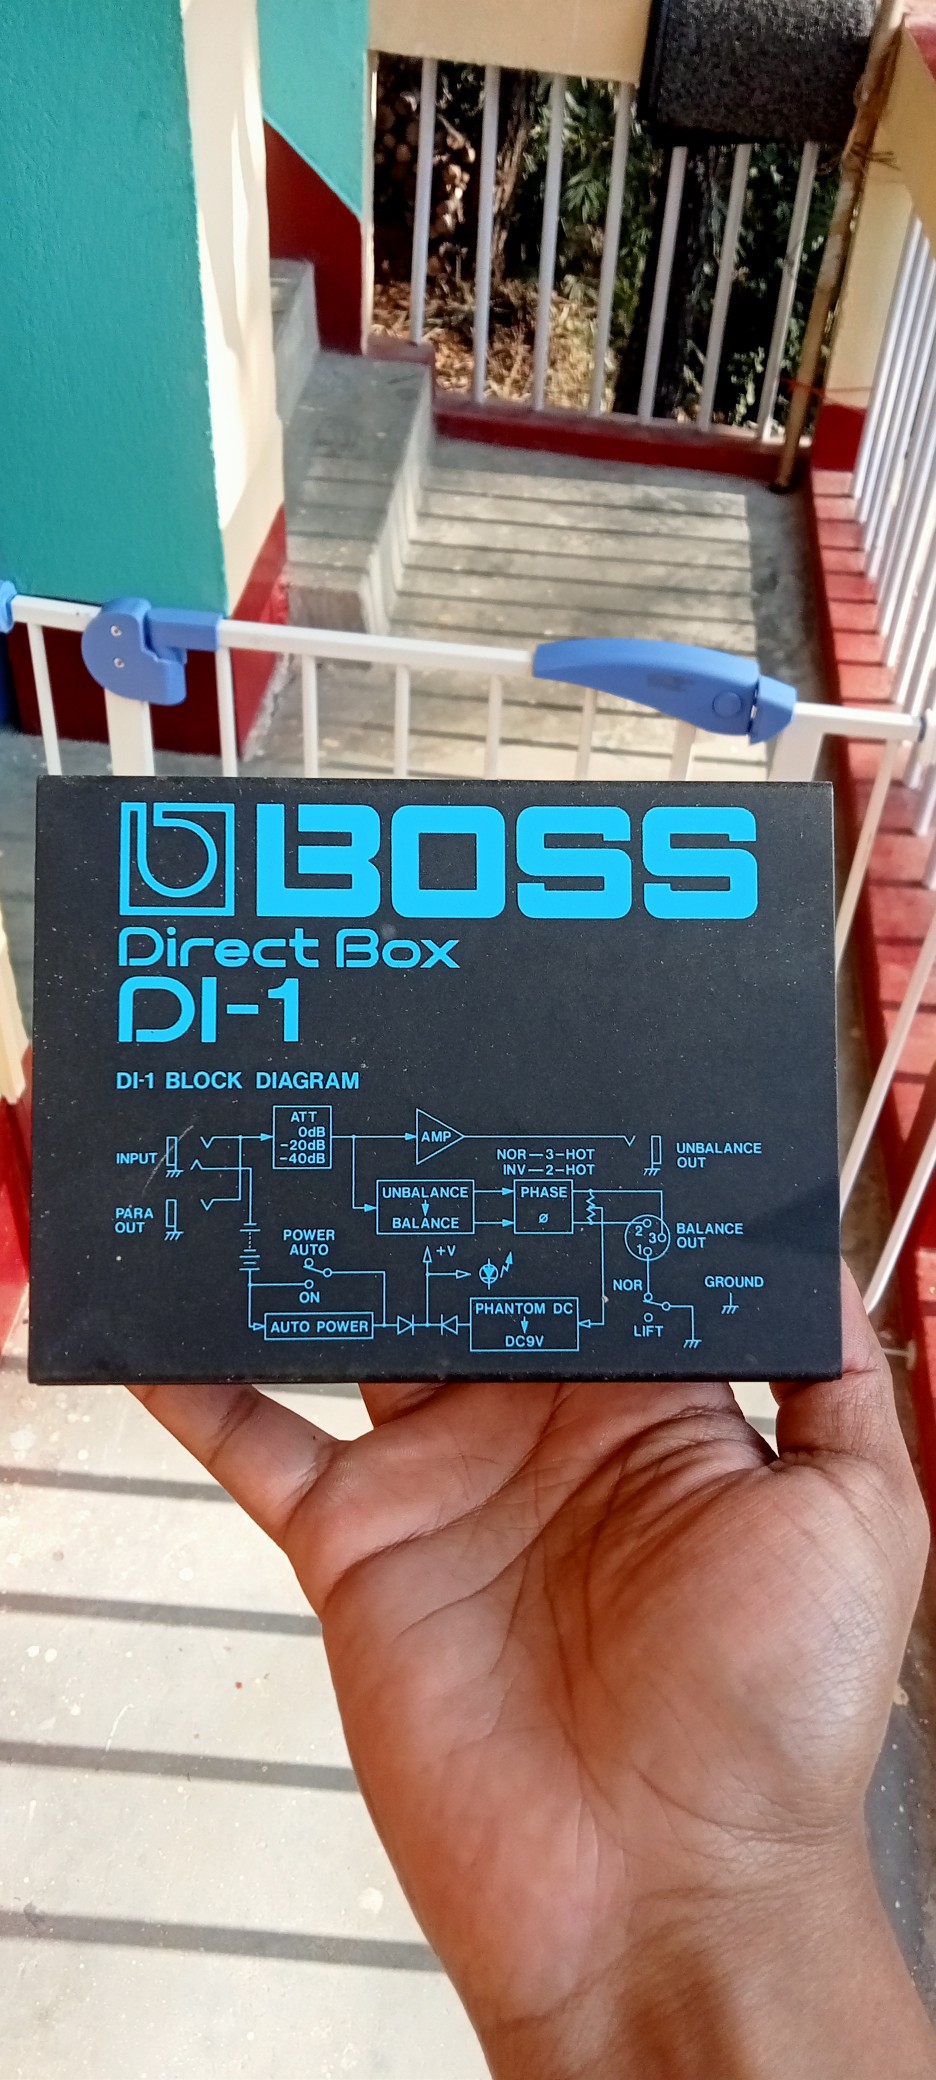 BOSS
Direct Box
DI-1
DI-1 BLOCK DIAGRAM
ATT
0dB
-20dB
-40dB
INPUT
PARA
OUT
AMP
UNBALANCE
OUT
NOR—3-HOT
INV—2-HOT
UNBALANCE
BALANCE
PHASE
ø
2
3
1
BALANCE
OUT
POWER
AUTO
ON
+V
AUTO POWER
PHANTOM DC
DC9V
NOR
LIFT
GROUND